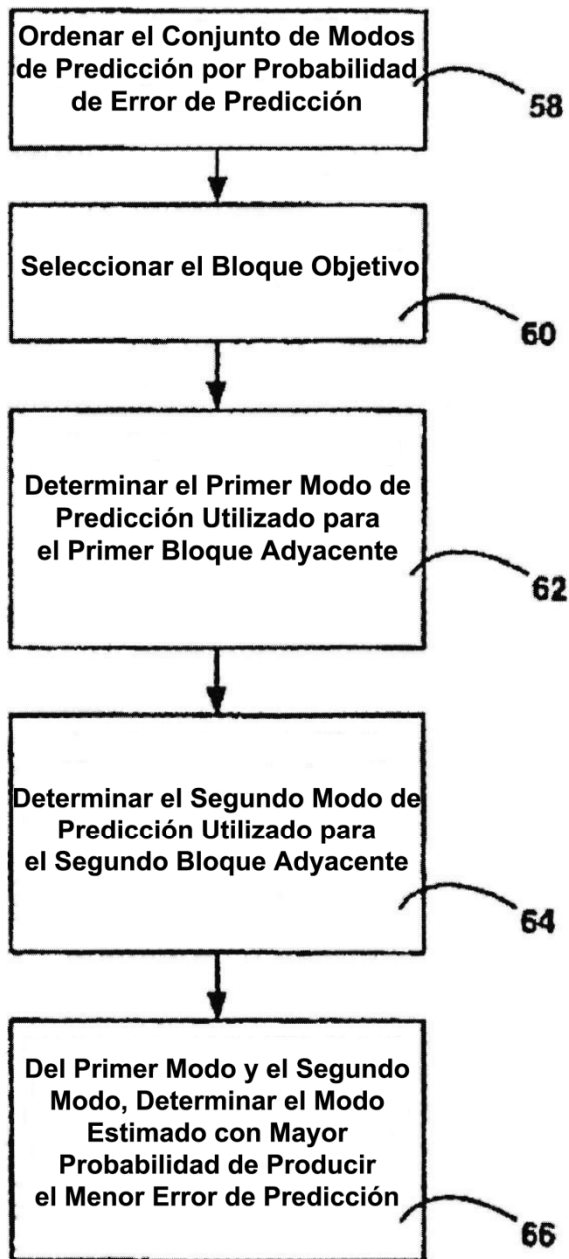 Ordenar el Conjunto de Modos
de Predicción por Probabilidad
de Error de Predicción
58
Seleccionar el Bloque Objetivo
60
Determinar el Primer Modo de
Predicción Utilizado para
el Primer Bloque Adyacente
62
Determinar el Segundo Modo de
Predicción Utilizado para
el Segundo Bloque Adyacente
64
Del Primer Modo y el Segundo
Modo, Determinar el Modo
Estimado con Mayor
Probabilidad de Producir
el Menor Error de Predicción
66